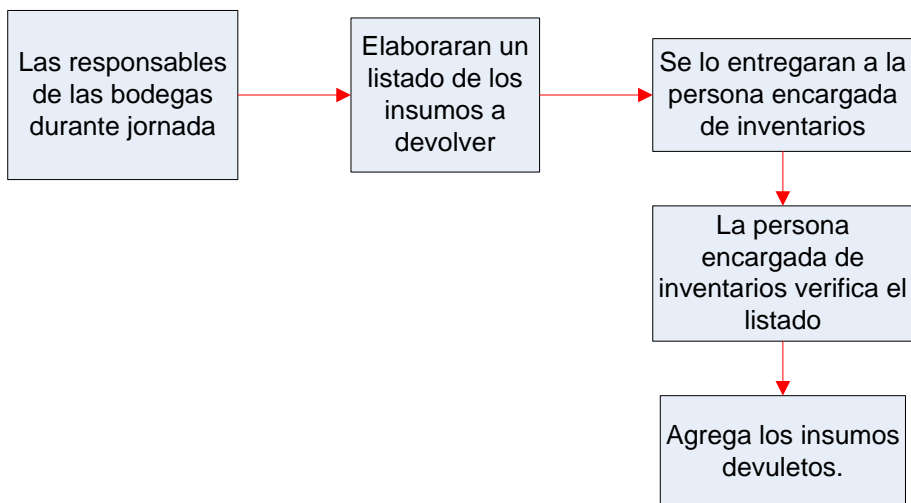 Las responsables
de las bodegas
durante jornada
Elaboraran un
listado de los
insumos a
devolver
Se lo entregaran a la
persona encargada
de inventarios
La persona
encargada de
inventarios verifica el
listado
Agrega los insumos
devuletos.